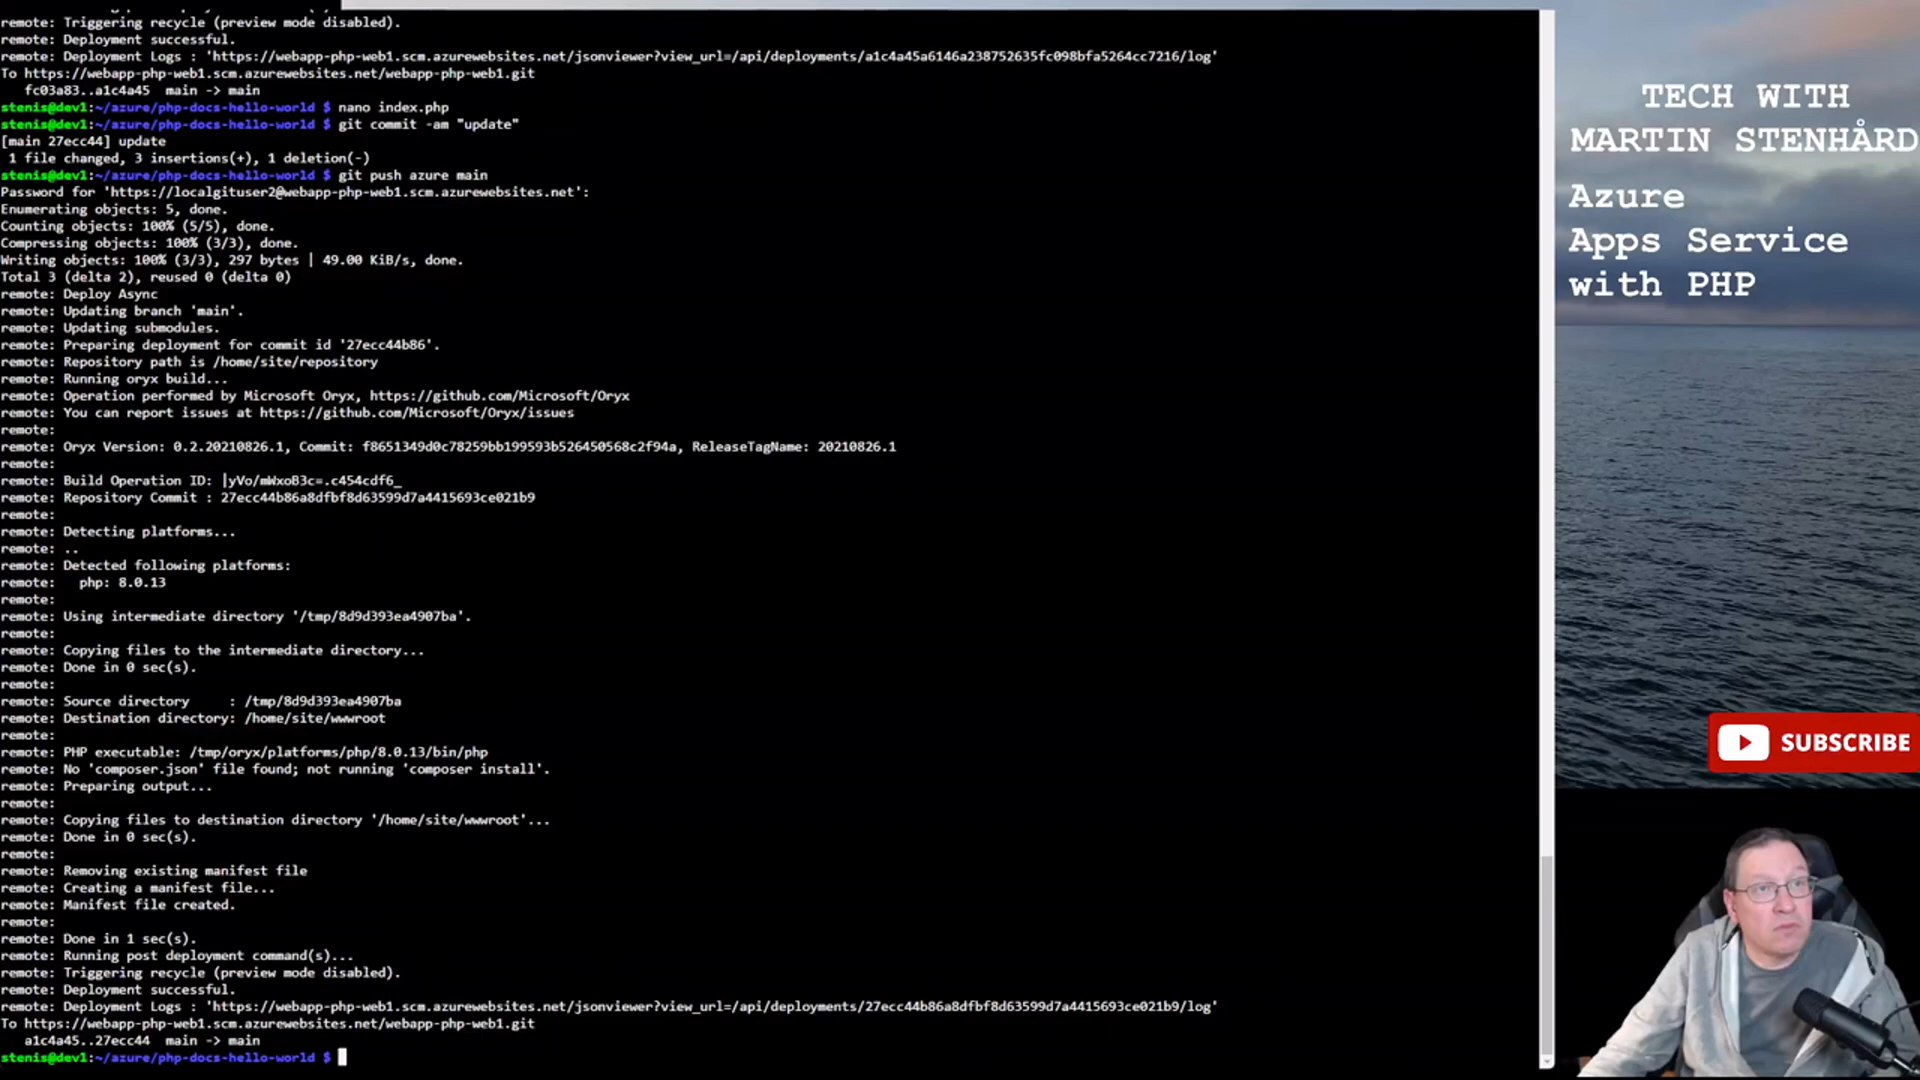 remote: Triggering recycle (preview mode disabled).
remote: Deployment successful.
remote: Deployment Logs : 'https://webapp-php-web1.scm.azurewebsites.net/jsonviewer?view_url=/api/deployments/a1c4a45a6146a238752635fc098bfa5264cc7216/log'
To https://webapp-php-web1.scm.azurewebsites.net/webapp-php-web1.git
   fc03a83..a1c4a45  main -> main
stenis@dev1:~/azure/php-docs-hello-world $ nano index.php
stenis@dev1:~/azure/php-docs-hello-world $ git commit -am "update"
[main 27ecc44] update
 1 file changed, 3 insertions(+), 1 deletion(-)
stenis@dev1:~/azure/php-docs-hello-world $ git push azure main
Password for 'https://localgituser2@webapp-php-web1.scm.azurewebsites.net':
Enumerating objects: 5, done.
Counting objects: 100% (5/5), done.
Compressing objects: 100% (3/3), done.
Writing objects: 100% (3/3), 297 bytes | 49.00 KiB/s, done.
Total 3 (delta 2), reused 0 (delta 0)
remote: Deploy Async
remote: Updating branch 'main'.
remote: Updating submodules.
remote: Preparing deployment for commit id '27ecc44b86'.
remote: Repository path is /home/site/repository
remote: Running oryx build...
remote: Operation performed by Microsoft Oryx, https://github.com/Microsoft/Oryx
remote: You can report issues at https://github.com/Microsoft/Oryx/issues
remote:
remote: Oryx Version: 0.2.20210826.1, Commit: f8651349d0c78259bb199593b526450568c2f94a, ReleaseTagName: 20210826.1
remote:
remote: Build Operation ID: |yVo/mWxoB3c=.c454cdf6_
remote: Repository Commit : 27ecc44b86a8dfbf8d63599d7a4415693ce021b9
remote:
remote: Detecting platforms...
remote: ..
remote: Detected following platforms:
remote:   php: 8.0.13
remote:
remote: Using intermediate directory '/tmp/8d9d393ea4907ba'.
remote:
remote: Copying files to the intermediate directory...
remote: Done in 0 sec(s).
remote:
remote: Source directory     : /tmp/8d9d393ea4907ba
remote: Destination directory: /home/site/wwwroot
remote:
remote: PHP executable: /tmp/oryx/platforms/php/8.0.13/bin/php
remote: No 'composer.json' file found; not running 'composer install'.
remote: Preparing output...
remote:
remote: Copying files to destination directory '/home/site/wwwroot'...
remote: Done in 0 sec(s).
remote:
remote: Removing existing manifest file
remote: Creating a manifest file...
remote: Manifest file created.
remote:
remote: Done in 1 sec(s).
remote: Running post deployment command(s)...
remote: Triggering recycle (preview mode disabled).
remote: Deployment successful.
remote: Deployment Logs : 'https://webapp-php-web1.scm.azurewebsites.net/jsonviewer?view_url=/api/deployments/27ecc44b86a8dfbf8d63599d7a4415693ce021b9/log'
To https://webapp-php-web1.scm.azurewebsites.net/webapp-php-web1.git
   a1c4a45..27ecc44  main -> main
stenis@dev1:~/azure/php-docs-hello-world $
TECH WITH
MARTIN STENHÅRD
Azure
Apps Service
with PHP
SUBSCRIBE